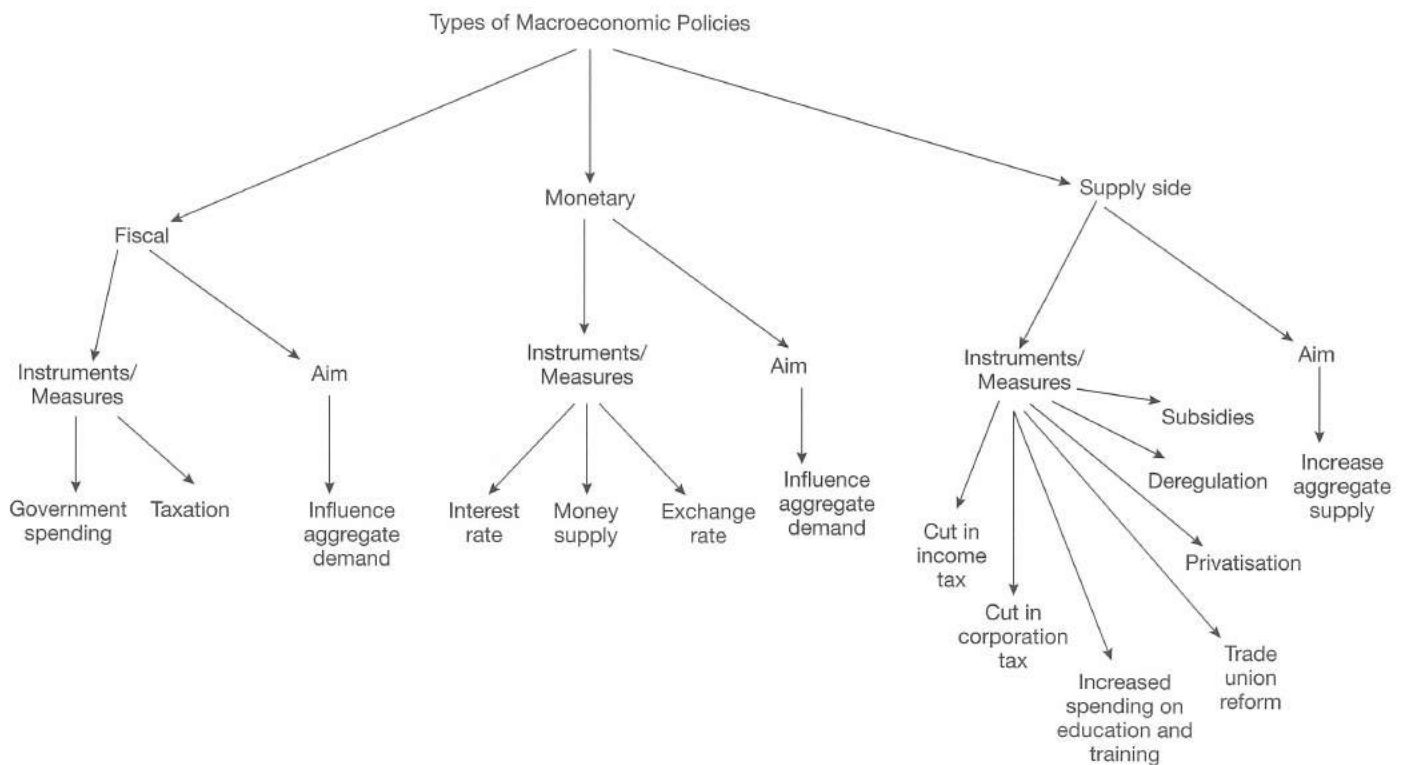 Types of Macroeconomic Policies
Fiscal
Monetary
Supply side
Instruments/
Measures
Aim
Instruments/
Measures
Aim
Instruments/
Measures
Aim
Government
spending
Taxation
Influence
aggregate
demand
Interest
rate
Money
supply
Exchange
rate
Influence
aggregate
demand
Cut in
income
tax
Cut in
corporation
tax
Increased
spending on
education and
training
Trade
union
reform
Privatisation
Deregulation
Subsidies
Increase
aggregate
supply